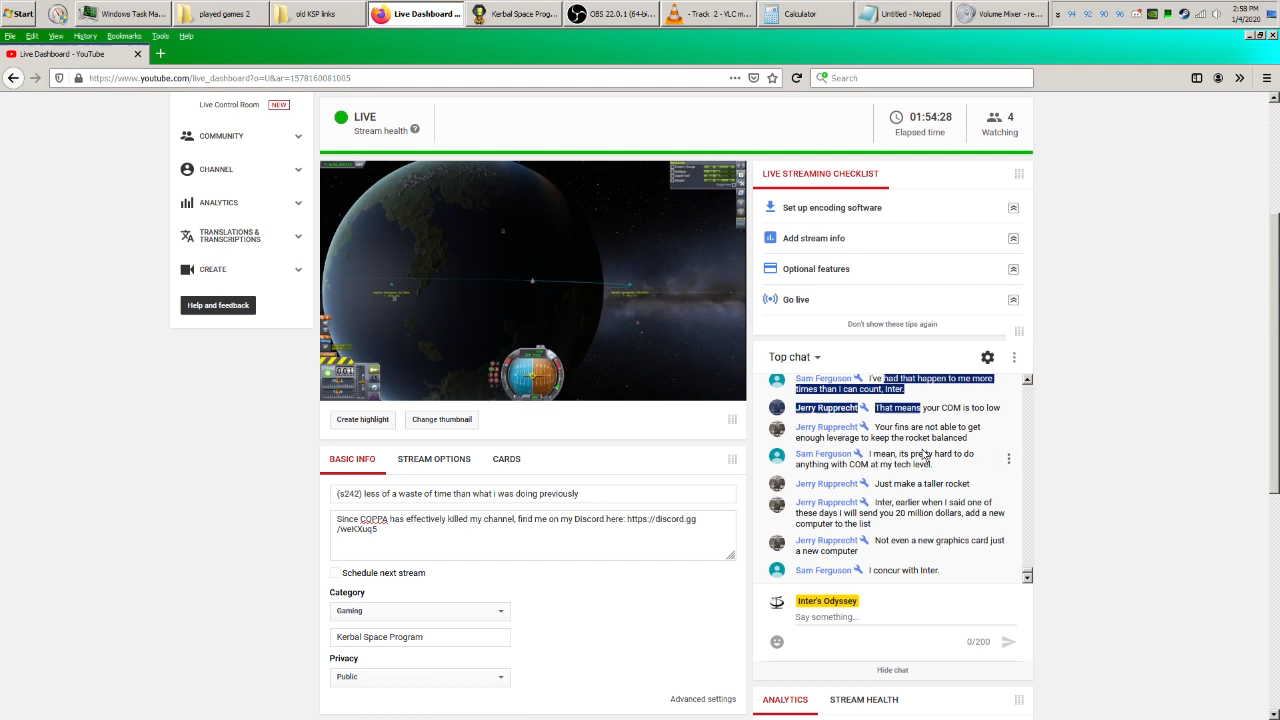 Start
Windows Task Ma...
played games 2
old KSP links
Live Dashboard ...
Kerbal Space Prog...
OBS 22.0.1 (64-bi...
- Track 2 - VLC m...
Calculator
Untitled - Notepad
Volume Mixer - re...
94 92 90 96
2:58 PM
1/4/2020
File Edit View History Bookmarks Tools Help
Live Dashboard - YouTube
https://www.youtube.com/live_dashboard?o=U&ar=1578160081005
Search
Live Control Room NEW
COMMUNITY
CHANNEL
ANALYTICS
TRANSLATIONS &
TRANSCRIPTIONS
CREATE
Help and feedback
LIVE
Stream health ?
01:54:28
Elapsed time
4
Watching
Create highlight
Change thumbnail
BASIC INFO STREAM OPTIONS CARDS
(s242) less of a waste of time than what i was doing previously
Since COPPA has effectively killed my channel, find me on my Discord here: https://discord.gg
/weKXuq5
Schedule next stream
Category
Gaming
Kerbal Space Program
Privacy
Public
Advanced settings
LIVE STREAMING CHECKLIST
Set up encoding software
Add stream info
Optional features
Go live
Don't show these tips again
Top chat
Sam Ferguson I've had that happen to me more
times than I can count, Inter.
Jerry Rupprecht That means your COM is too low
Jerry Rupprecht Your fins are not able to get
enough leverage to keep the rocket balanced
Sam Ferguson I mean, its pretty hard to do
anything with COM at my tech level.
Jerry Rupprecht Just make a taller rocket
Jerry Rupprecht Inter, earlier when I said one of
these days I will send you 20 million dollars, add a new
computer to the list
Jerry Rupprecht Not even a new graphics card just
a new computer
Sam Ferguson I concur with Inter.
Inter's Odyssey
Say something...
0/200
Hide chat
ANALYTICS STREAM HEALTH